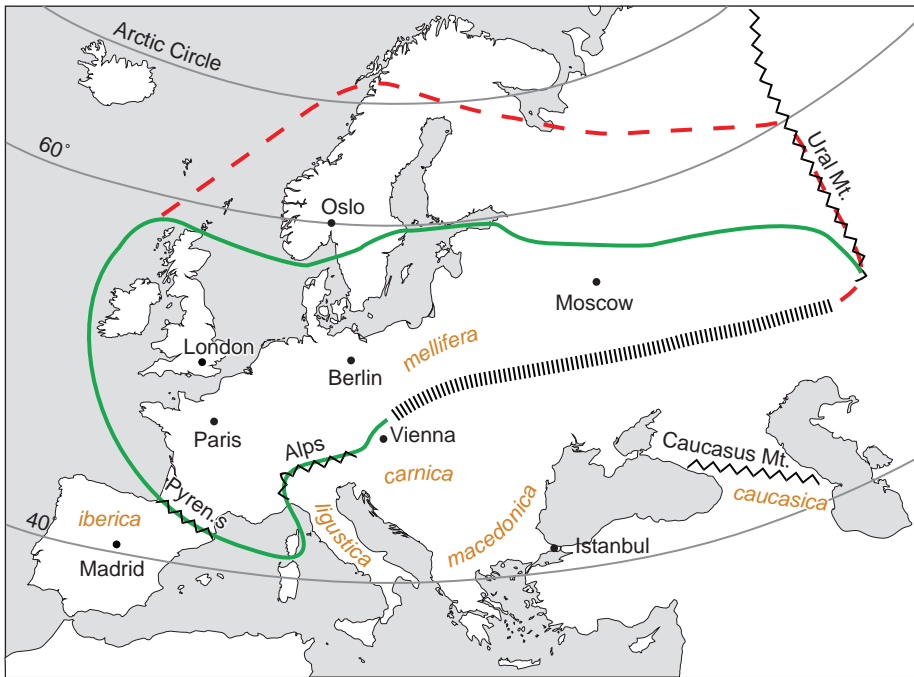 Arctic Circle
60°
Ural Mt.
Oslo
Moscow
mellifera
London
Berlin
Paris
Vienna
Alps
Caucasus Mt.
carnica
Pyren.s
caucasica
iberica
ligustica
macedonica
40°
Madrid
Istanbul